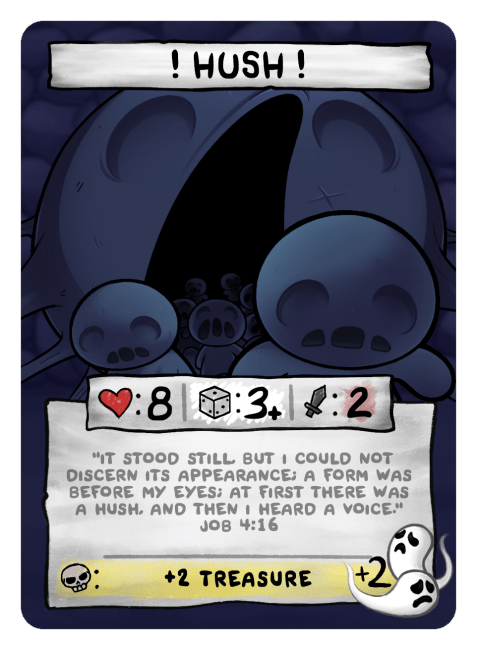 ! HUSH !
:8 :3+ :2
"IT STOOD STILL, BUT I COULD NOT
DISCERN ITS APPEARANCE; A FORM WAS
BEFORE MY EYES; AT FIRST THERE WAS
A HUSH, AND THEN I HEARD A VOICE."
JOB 4:16
: +2 TREASURE +2